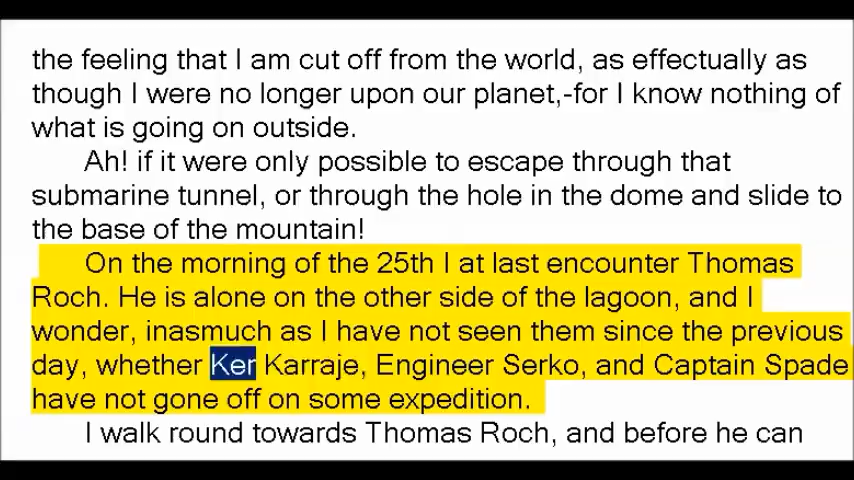 the feeling that I am cut off from the world, as effectually as
though I were no longer upon our planet,-for I know nothing of
what is going on outside.
Ah! if it were only possible to escape through that
submarine tunnel, or through the hole in the dome and slide to
the base of the mountain!
On the morning of the 25th I at last encounter Thomas
Roch. He is alone on the other side of the lagoon, and I
wonder, inasmuch as I have not seen them since the previous
day, whether Ker Karraje, Engineer Serko, and Captain Spade
have not gone off on some expedition.
I walk round towards Thomas Roch, and before he can